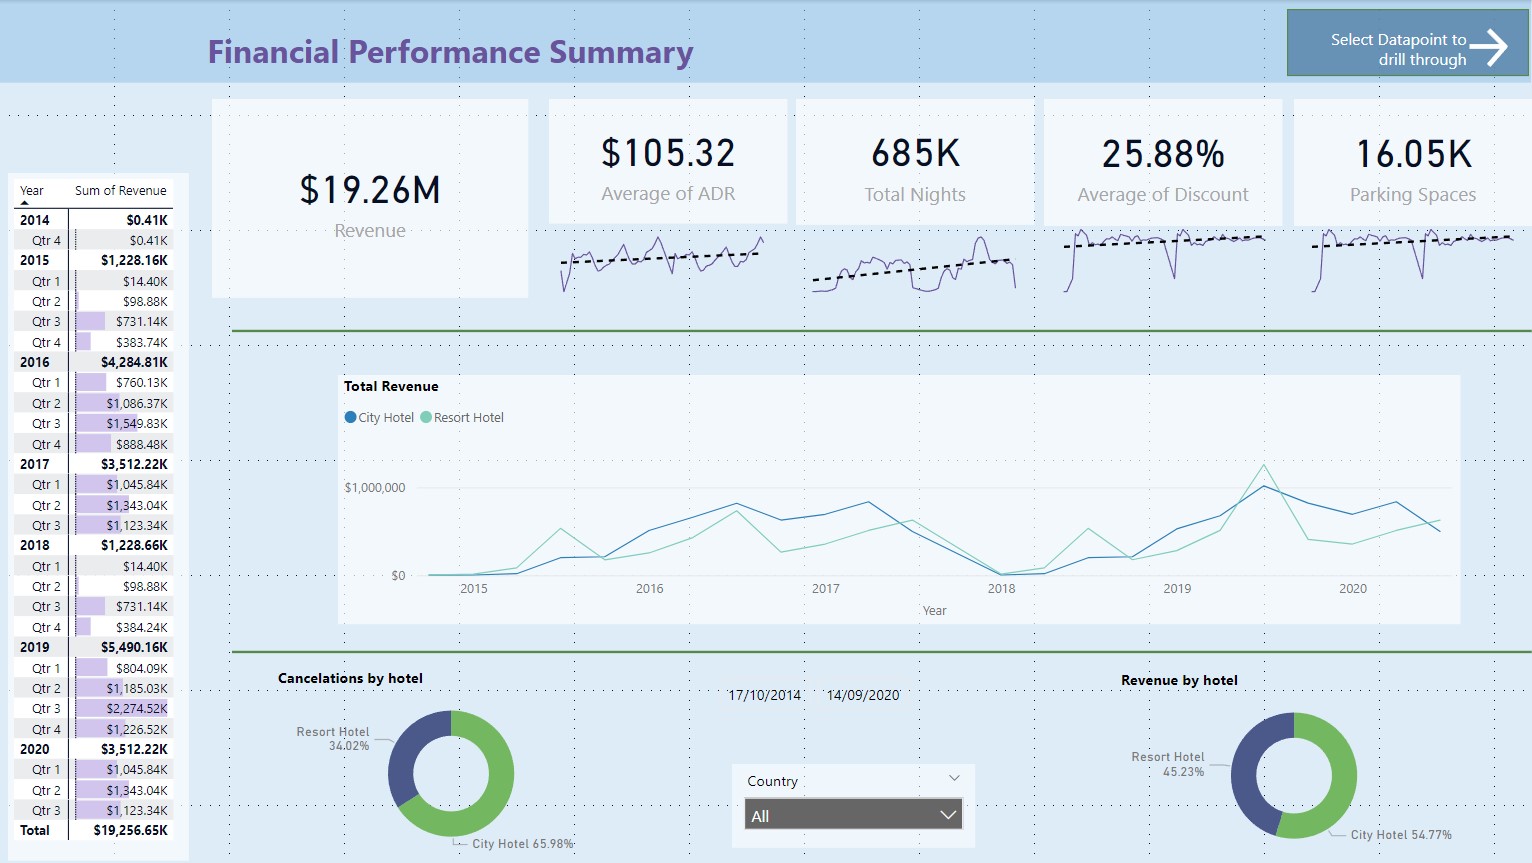 Financial Performance Summary
Select Datapoint to
drill through
$19.26M
Revenue
$105.32
Average of ADR
685K
Total Nights
25.88%
Average of Discount
16.05K
Parking Spaces
Year Sum of Revenue
2014 $0.41K
Qtr 4 $0.41K
2015 $1,228.16K
Qtr 1 $14.40K
Qtr 2 $98.88K
Qtr 3 $731.14K
Qtr 4 $383.74K
2016 $4,284.81K
Qtr 1 $760.13K
Qtr 2 $1,086.37K
Qtr 3 $1,549.83K
Qtr 4 $888.48K
2017 $3,512.22K
Qtr 1 $1,045.84K
Qtr 2 $1,343.04K
Qtr 3 $1,123.34K
2018 $1,228.66K
Qtr 1 $14.40K
Qtr 2 $98.88K
Qtr 3 $731.14K
Qtr 4 $384.24K
2019 $5,490.16K
Qtr 1 $804.09K
Qtr 2 $1,185.03K
Qtr 3 $2,274.52K
Qtr 4 $1,226.52K
2020 $3,512.22K
Qtr 1 $1,045.84K
Qtr 2 $1,343.04K
Qtr 3 $1,123.34K
Total $19,256.65K
Total Revenue
City Hotel Resort Hotel
$1,000,000
$0
2015 2016 2017 2018 2019 2020
Year
Cancelations by hotel
Resort Hotel
34.02%
City Hotel 65.98%
17/10/2014 14/09/2020
Country
All
Revenue by hotel
Resort Hotel
45.23%
City Hotel 54.77%